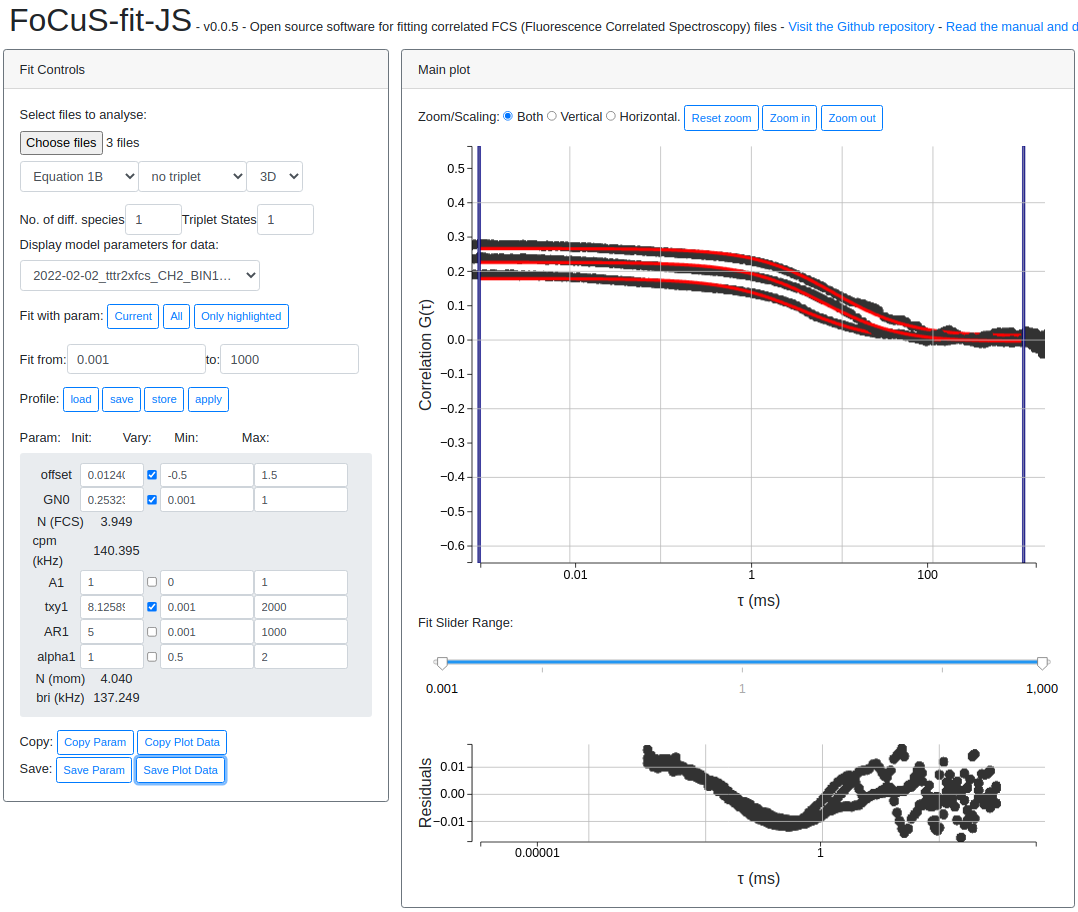 FoCuS-fit-JS - v0.0.5 - Open source software for fitting correlated FCS (Fluorescence Correlated Spectroscopy) files - Visit the Github repository - Read the manual and d
Fit Controls
Select files to analyse:
Choose files 3 files
Equation 1B no triplet 3D
No. of diff. species 1 Triplet States 1
Display model parameters for data:
2022-02-02_tttr2xfcs_CH2_BIN1...
Fit with param: Current All Only highlighted
Fit from: 0.001 to: 1000
Profile: load save store apply
Param: Init: Vary: Min: Max:
offset 0.0124 -0.5 1.5
GN0 0.2532 0.001 1
N (FCS) 3.949
cpm (kHz) 140.395
A1 1 0 1
txy1 8.1258 0.001 2000
AR1 5 0.001 1000
alpha1 1 0.5 2
N (mom) 4.040
bri (kHz) 137.249
Copy: Copy Param Copy Plot Data
Save: Save Param Save Plot Data
Main plot
Zoom/Scaling: Both Vertical Horizontal. Reset zoom Zoom in Zoom out
Correlation G(τ)
0.5
0.4
0.3
0.2
0.1
0.0
−0.1
−0.2
−0.3
−0.4
−0.5
−0.6
0.01 1 100
τ (ms)
Fit Slider Range:
0.001 1 1,000
Residuals
0.01
0.00
−0.01
0.00001 1
τ (ms)